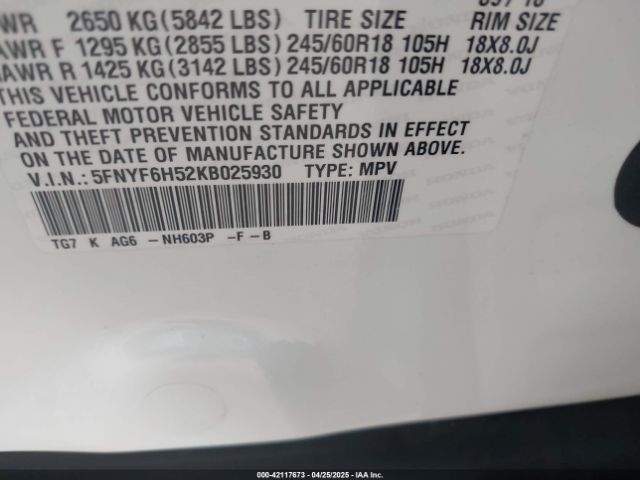 WR 2650 KG (5842 LBS) TIRE SIZE RIM SIZE
AWR F 1295 KG (2855 LBS) 245/60R18 105H 18X8.0J
AWR R 1425 KG (3142 LBS) 245/60R18 105H 18X8.0J
THIS VEHICLE CONFORMS TO ALL APPLICABLE
FEDERAL MOTOR VEHICLE SAFETY
AND THEFT PREVENTION STANDARDS IN EFFECT
ON THE DATE OF MANUFACTURE SHOWN ABOVE.
V.I.N.: 5FNYF6H52KB025930 TYPE: MPV
TG7 K AG6 -NH603P -F-B
000-42117673 - 04/25/2025 - IAA Inc.